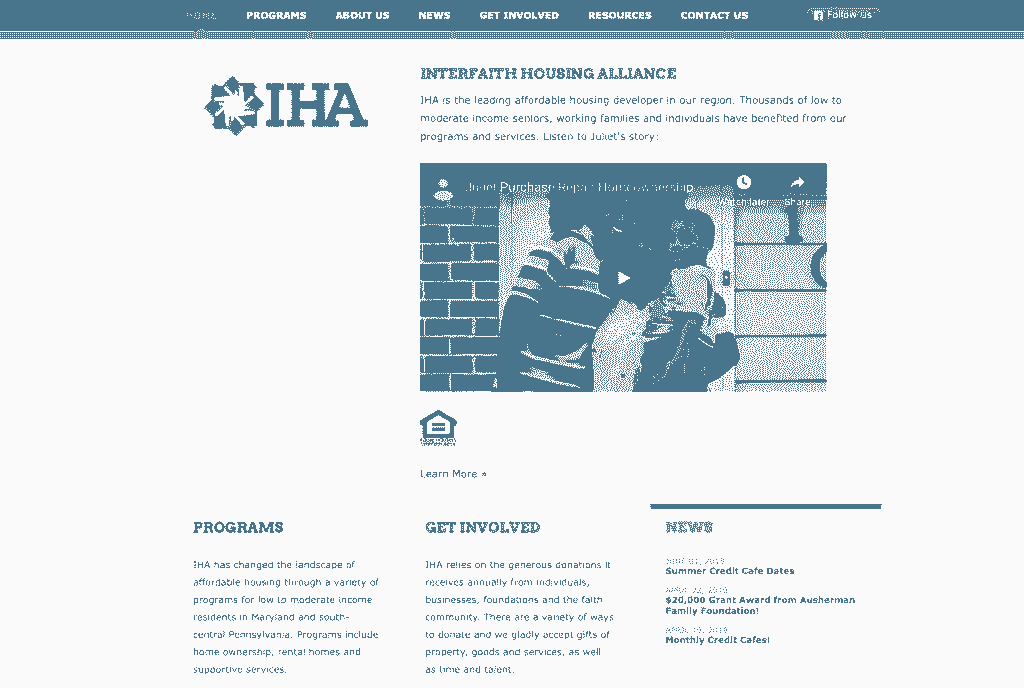 HOME PROGRAMS ABOUT US NEWS GET INVOLVED RESOURCES CONTACT US Follow Us
IHA
INTERFAITH HOUSING ALLIANCE
IHA is the leading affordable housing developer in our region. Thousands of low to
moderate income seniors, working families and individuals have benefited from our
programs and services. Listen to Juliet's story:
Juliet Purchase Repair Homeownership
Watch later Share
Learn More »
PROGRAMS
IHA has changed the landscape of
affordable housing through a variety of
programs for low to moderate income
residents in Maryland and south-
central Pennsylvania. Programs include
home ownership, rental homes and
supportive services.
GET INVOLVED
IHA relies on the generous donations it
receives annually from individuals,
businesses, foundations and the faith
community. There are a variety of ways
to donate and we gladly accept gifts of
property, goods and services, as well
as time and talent.
NEWS
Summer Credit Cafe Dates
$20,000 Grant Award from Ausherman
Family Foundation!
Monthly Credit Cafes!